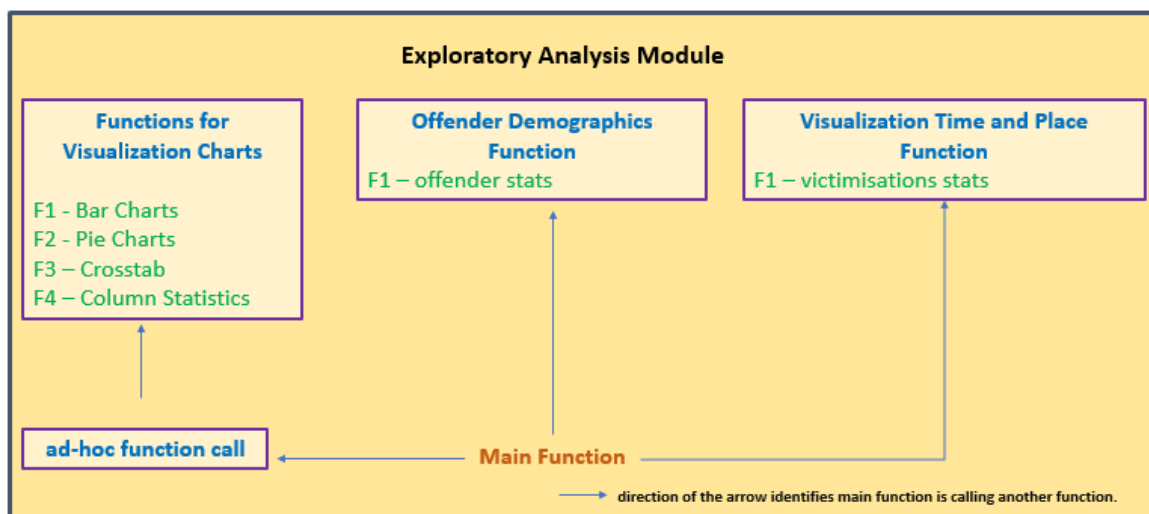 Exploratory Analysis Module
Functions for
Visualization Charts
F1 - Bar Charts
F2 - Pie Charts
F3 – Crosstab
F4 – Column Statistics
Offender Demographics
Function
F1 – offender stats
Visualization Time and Place
Function
F1 – victimisations stats
ad-hoc function call
Main Function
direction of the arrow identifies main function is calling another function.